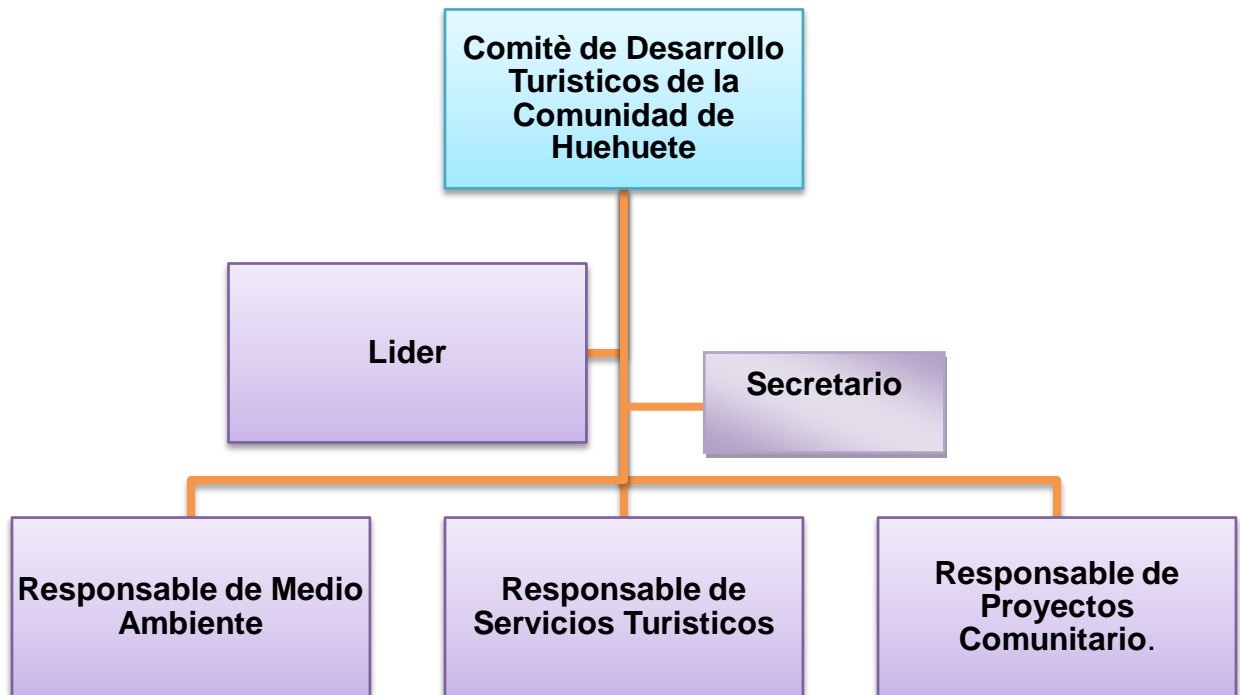 Comitè de Desarrollo
Turisticos de la
Comunidad de
Huehuete
Lider
Secretario
Responsable de Medio
Ambiente
Responsable de
Servicios Turisticos
Responsable de
Proyectos
Comunitario.